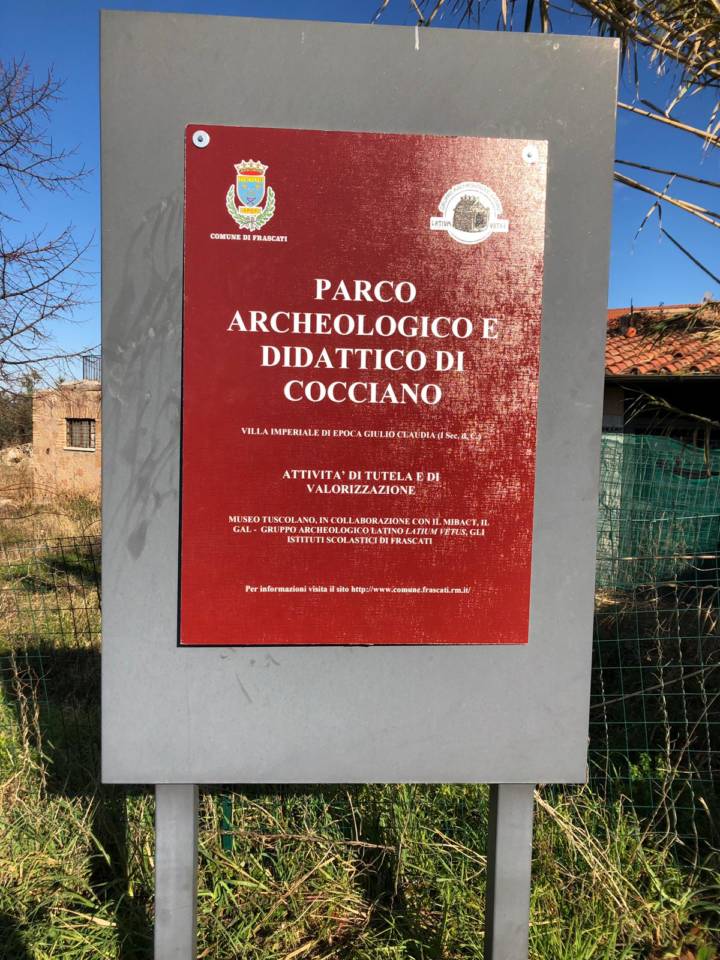 COMUNE DI FRASCATI
LATIUM VETUS
PARCO
ARCHEOLOGICO E
DIDATTICO DI
COCCIANO
VILLA IMPERIALE DI EPOCA GIULIO CLAUDIA (I Sec. d. C.)
ATTIVITA' DI TUTELA E DI
VALORIZZAZIONE
MUSEO TUSCOLANO, IN COLLABORAZIONE CON IL MIBACT, IL
GAL - GRUPPO ARCHEOLOGICO LATINO LATIUM VETUS, GLI
ISTITUTI SCOLASTICI DI FRASCATI
Per informazioni visita il sito http://www.comune.frascati.rm.it/